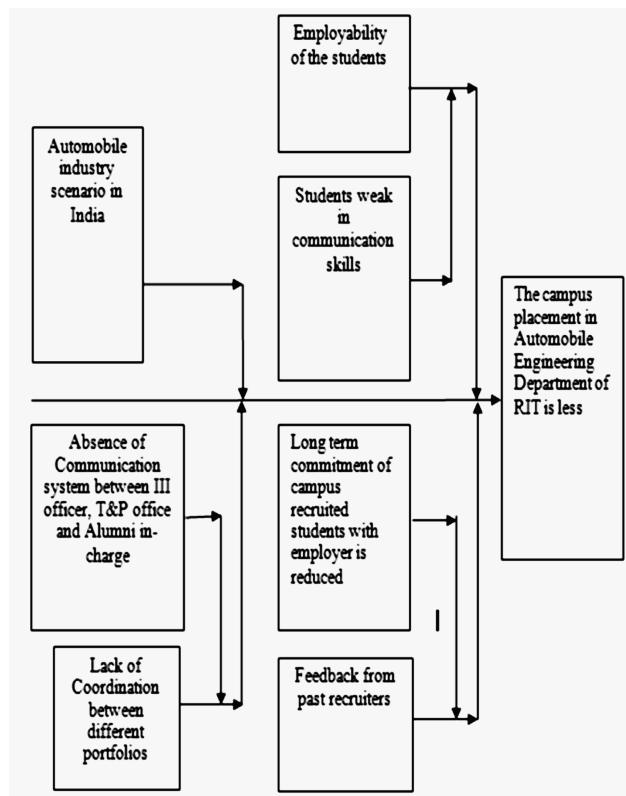 Employability
of the students
Automobile
industry
scenario in
India
Students weak
in
communication
skills
The campus
placement in
Automobile
Engineering
Department of
RIT is less
Absence of
Communication
system between III
officer, T&P office
and Alumni in-
charge
Long term
commitment of
campus
recruited
students with
employer is
reduced
Lack of
Coordination
between
different
portfolios
Feedback from
past recruiters